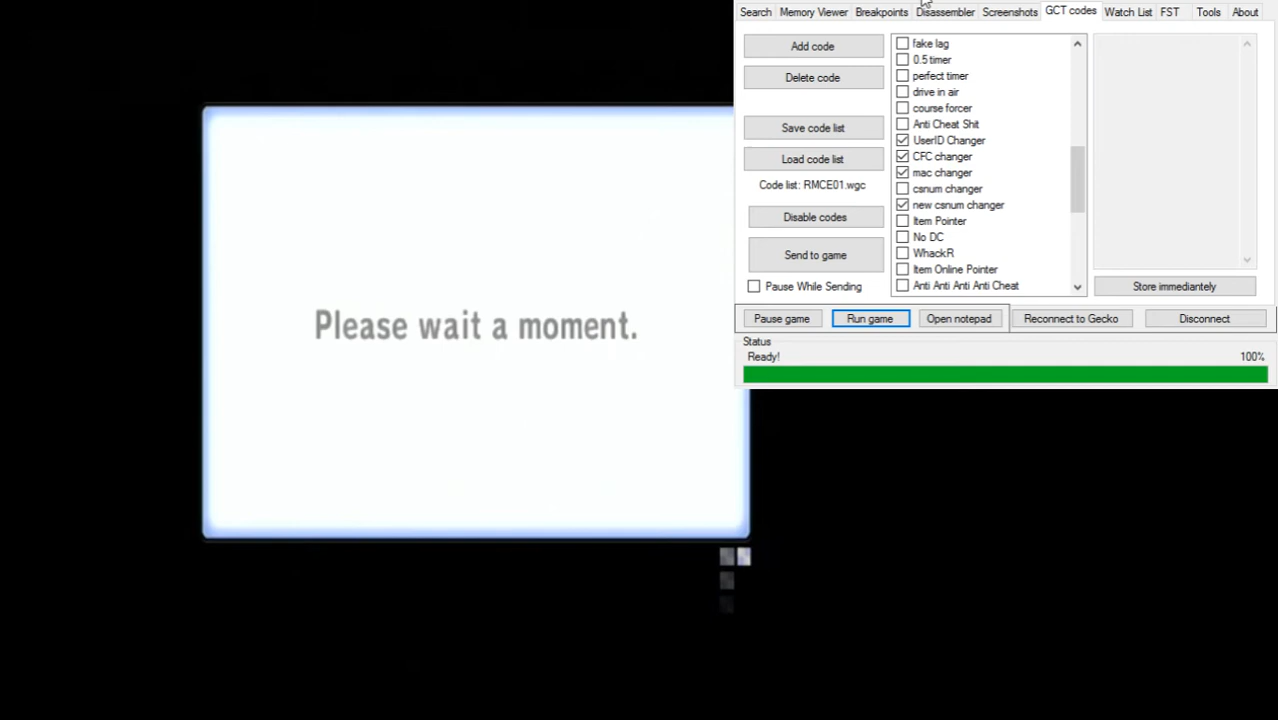 Search Memory Viewer Breakpoints Disassembler Screenshots GCT codes Watch List FST Tools About
Add code
Delete code
Save code list
Load code list
Code list: RMCE01.wgc
Disable codes
Send to game
Pause While Sending
fake lag
0.5 timer
perfect timer
drive in air
course forcer
Anti Cheat Shit
UserID Changer
CFC changer
mac changer
csnum changer
new csnum changer
Item Pointer
No DC
WhackR
Item Online Pointer
Anti Anti Anti Anti Cheat
Store immediantely
Pause game Run game Open notepad Reconnect to Gecko Disconnect
Status
Ready! 100%
Please wait a moment.